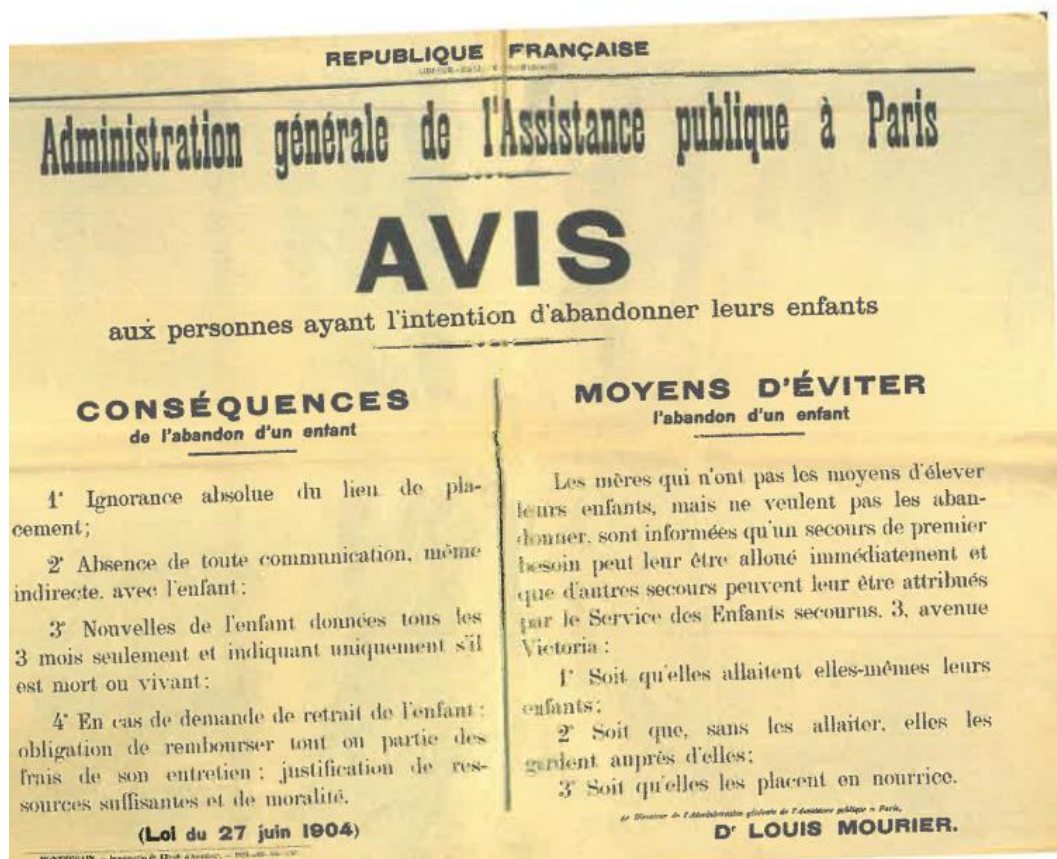 REPUBLIQUE FRANÇAISE
Administration générale de l'Assistance publique à Paris
AVIS
aux personnes ayant l'intention d'abandonner leurs enfants
CONSÉQUENCES
de l'abandon d'un enfant
1° Ignorance absolue du lieu de pla-
cement;
2° Absence de toute communication, même
indirecte, avec l'enfant;
3° Nouvelles de l'enfant données tous les
3 mois seulement et indiquant uniquement s'il
est mort ou vivant;
4° En cas de demande de retrait de l'enfant:
obligation de rembourser tout ou partie des
frais de son entretien; justification de res-
sources suffisantes et de moralité.
(Loi du 27 juin 1904)
MOYENS D'ÉVITER
l'abandon d'un enfant
Les mères qui n'ont pas les moyens d'élever
leurs enfants, mais ne veulent pas les aban-
donner, sont informées qu'un secours de premier
besoin peut leur être alloué immédiatement et
que d'autres secours peuvent leur être attribués
par le Service des Enfants secourus, 3, avenue
Victoria:
1° Soit qu'elles allaitent elles-mêmes leurs
enfants;
2° Soit que, sans les allaiter, elles les
gardent auprès d'elles;
3° Soit qu'elles les placent en nourrice.
Le Directeur de l'Administration générale de l'Assistance publique à Paris,
Dr LOUIS MOURIER.